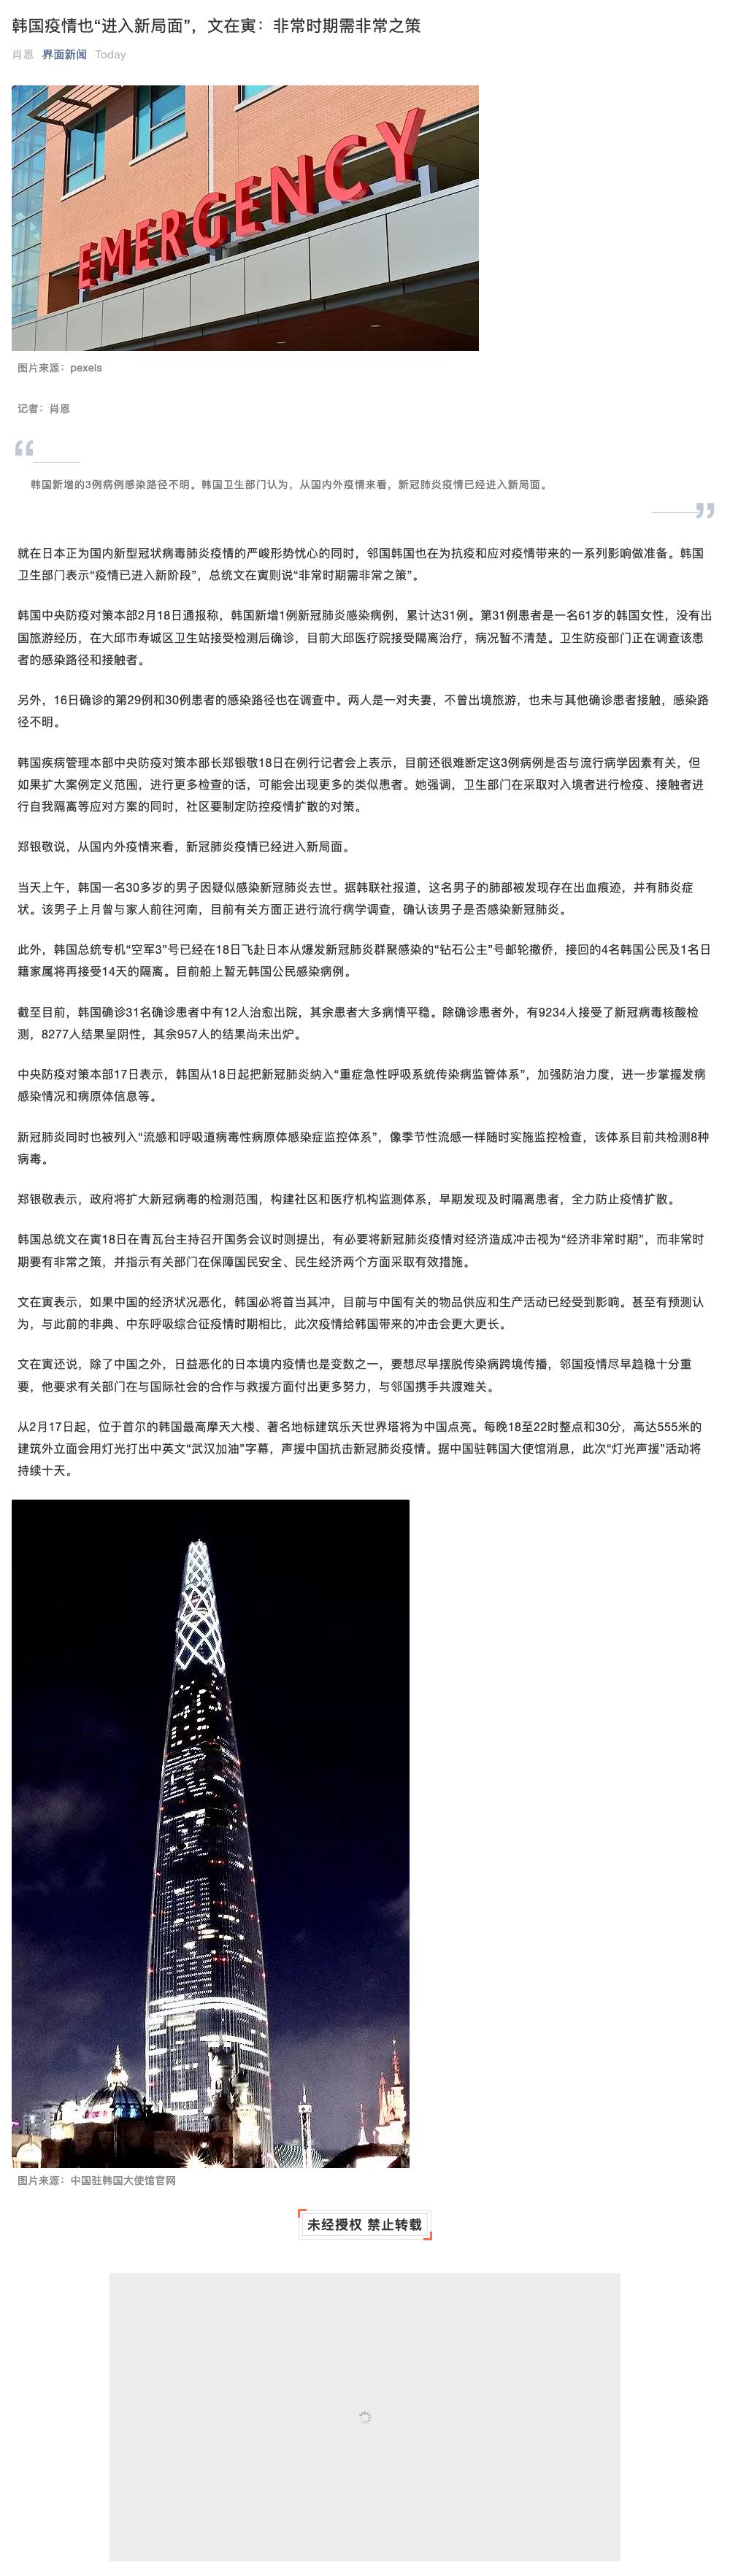 韩国疫情也“进入新局面”，文在寅：非常时期需非常之策
肖恩 界面新闻 Today
EMERGENCY
图片来源：pexels
记者：肖恩
“
韩国新增的3例病例感染路径不明。韩国卫生部门认为，从国内外疫情来看，新冠肺炎疫情已经进入新局面。
”
就在日本正为国内新型冠状病毒肺炎疫情的严峻形势忧心的同时，邻国韩国也在为抗疫和应对疫情带来的一系列影响做准备。韩国
卫生部门表示“疫情已进入新阶段”，总统文在寅则说“非常时期需非常之策”。
韩国中央防疫对策本部2月18日通报称，韩国新增1例新冠肺炎感染病例，累计达31例。第31例患者是一名61岁的韩国女性，没有出
国旅游经历，在大邱市寿城区卫生站接受检测后确诊，目前大邱医疗院接受隔离治疗，病况暂不清楚。卫生防疫部门正在调查该患
者的感染路径和接触者。
另外，16日确诊的第29例和30例患者的感染路径也在调查中。两人是一对夫妻，不曾出境旅游，也未与其他确诊患者接触，感染路
径不明。
韩国疾病管理本部中央防疫对策本部长郑银敬18日在例行记者会上表示，目前还很难断定这3例病例是否与流行病学因素有关，但
如果扩大案例定义范围，进行更多检查的话，可能会出现更多的类似患者。她强调，卫生部门在采取对入境者进行检疫、接触者进
行自我隔离等应对方案的同时，社区要制定防控疫情扩散的对策。
郑银敬说，从国内外疫情来看，新冠肺炎疫情已经进入新局面。
当天上午，韩国一名30多岁的男子因疑似感染新冠肺炎去世。据韩联社报道，这名男子的肺部被发现存在出血痕迹，并有肺炎症
状。该男子上月曾与家人前往河南，目前有关方面正进行流行病学调查，确认该男子是否感染新冠肺炎。
此外，韩国总统专机“空军3”号已经在18日飞赴日本从爆发新冠肺炎群聚感染的“钻石公主”号邮轮撤侨，接回的4名韩国公民及1名日
籍家属将再接受14天的隔离。目前船上暂无韩国公民感染病例。
截至目前，韩国确诊31名确诊患者中有12人治愈出院，其余患者大多病情平稳。除确诊患者外，有9234人接受了新冠病毒核酸检
测，8277人结果呈阴性，其余957人的结果尚未出炉。
中央防疫对策本部17日表示，韩国从18日起把新冠肺炎纳入“重症急性呼吸系统传染病监管体系”，加强防治力度，进一步掌握发病
感染情况和病原体信息等。
新冠肺炎同时也被列入“流感和呼吸道病毒性病原体感染症监控体系”，像季节性流感一样随时实施监控检查，该体系目前共检测8种
病毒。
郑银敬表示，政府将扩大新冠病毒的检测范围，构建社区和医疗机构监测体系，早期发现及时隔离患者，全力防止疫情扩散。
韩国总统文在寅18日在青瓦台主持召开国务会议时则提出，有必要将新冠肺炎疫情对经济造成冲击视为“经济非常时期”，而非常时
期要有非常之策，并指示有关部门在保障国民安全、民生经济两个方面采取有效措施。
文在寅表示，如果中国的经济状况恶化，韩国必将首当其冲，目前与中国有关的物品供应和生产活动已经受到影响。甚至有预测认
为，与此前的非典、中东呼吸综合征疫情时期相比，此次疫情给韩国带来的冲击会更大更长。
文在寅还说，除了中国之外，日益恶化的日本境内疫情也是变数之一，要想尽早摆脱传染病跨境传播，邻国疫情尽早趋稳十分重
要，他要求有关部门在与国际社会的合作与救援方面付出更多努力，与邻国携手共渡难关。
从2月17日起，位于首尔的韩国最高摩天大楼、著名地标建筑乐天世界塔将为中国点亮。每晚18至22时整点和30分，高达555米的
建筑外立面会用灯光打出中英文“武汉加油”字幕，声援中国抗击新冠肺炎疫情。据中国驻韩国大使馆消息，此次“灯光声援”活动将
持续十天。
图片来源：中国驻韩国大使馆官网
未经授权 禁止转载